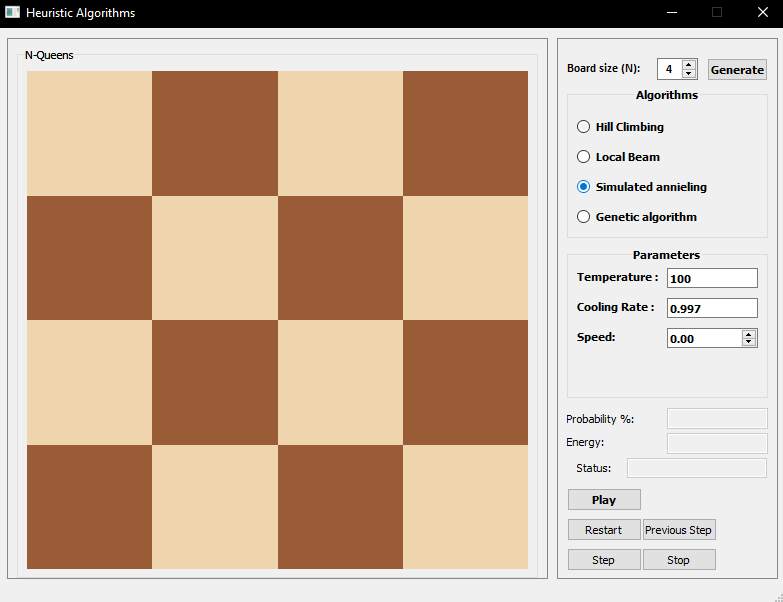 Heuristic Algorithms
N-Queens
Board size (N): 4 Generate
Algorithms
Hill Climbing
Local Beam
Simulated annieling
Genetic algorithm
Parameters
Temperature : 100
Cooling Rate : 0.997
Speed: 0.00
Probability %:
Energy:
Status:
Play
Restart Previous Step
Step Stop